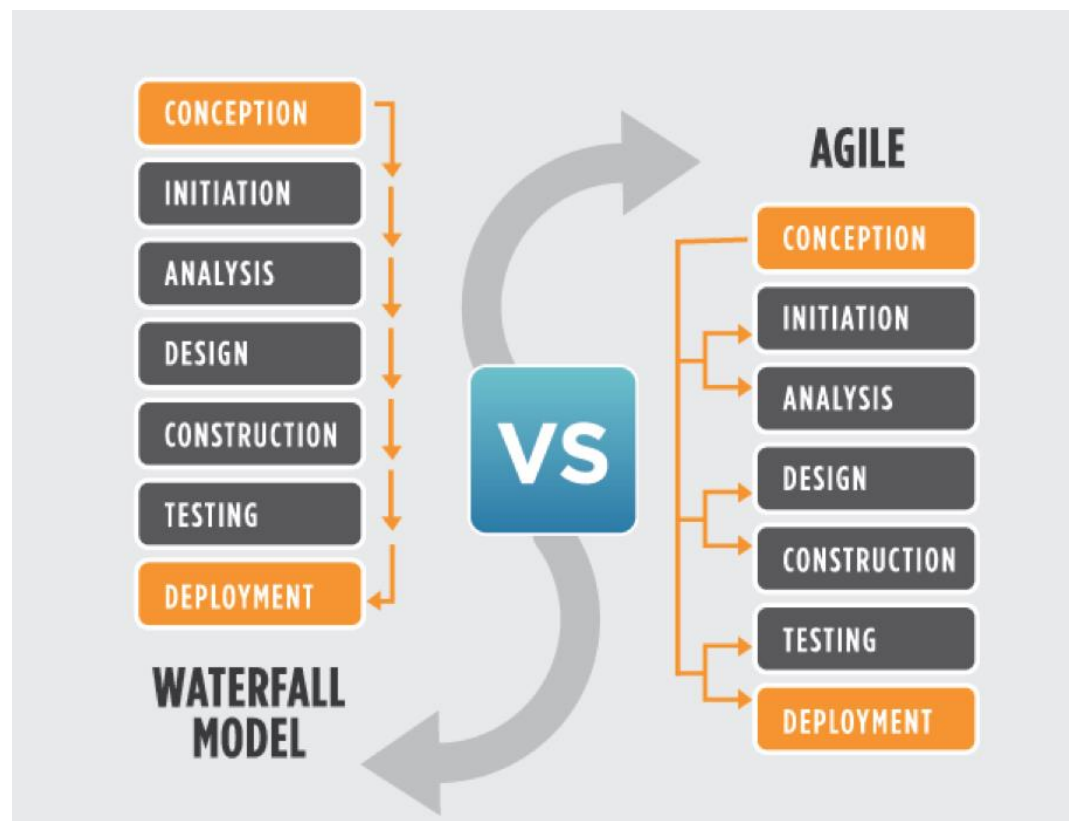 CONCEPTION
INITIATION
ANALYSIS
DESIGN
CONSTRUCTION
TESTING
DEPLOYMENT
WATERFALL
MODEL
VS
AGILE
CONCEPTION
INITIATION
ANALYSIS
DESIGN
CONSTRUCTION
TESTING
DEPLOYMENT